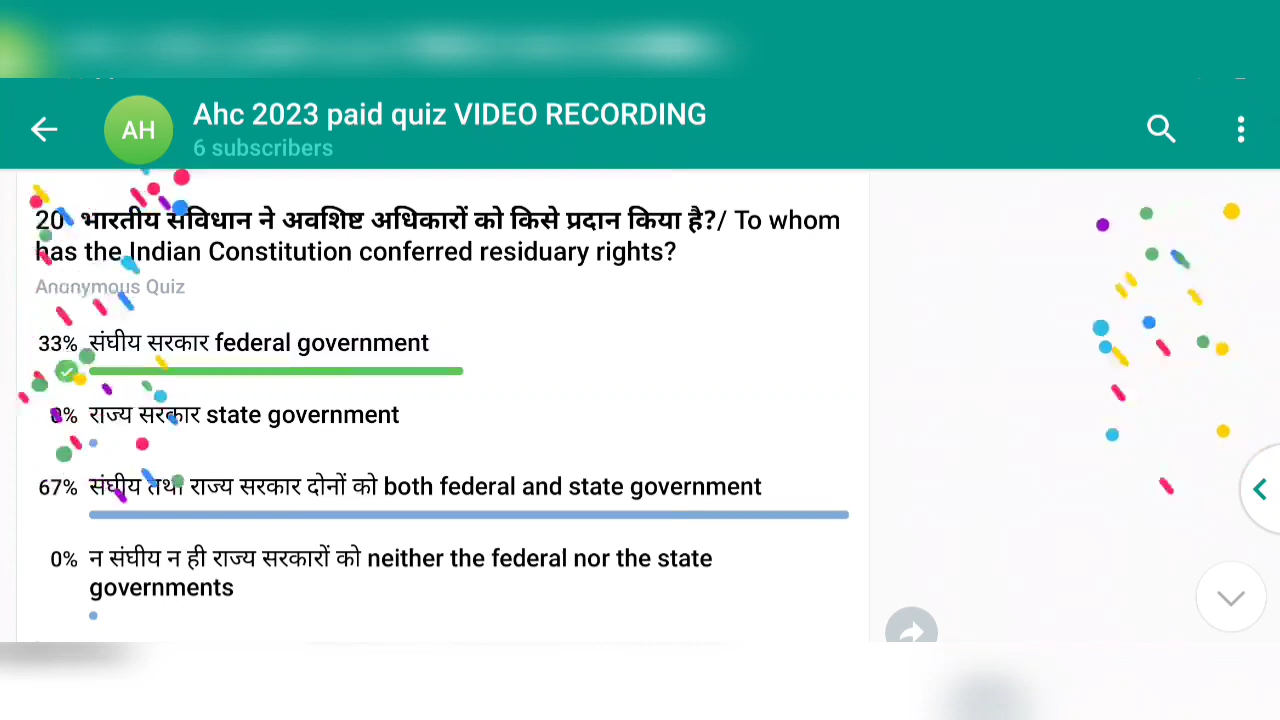 AH
Ahc 2023 paid quiz VIDEO RECORDING
6 subscribers
20 भारतीय संविधान ने अवशिष्ट अधिकारों को किसे प्रदान किया है?/ To whom
has the Indian Constitution conferred residuary rights?
Anonymous Quiz
33% संघीय सरकार federal government
0% राज्य सरकार state government
67% संघीय तथा राज्य सरकार दोनों को both federal and state government
0% न संघीय न ही राज्य सरकारों को neither the federal nor the state
governments